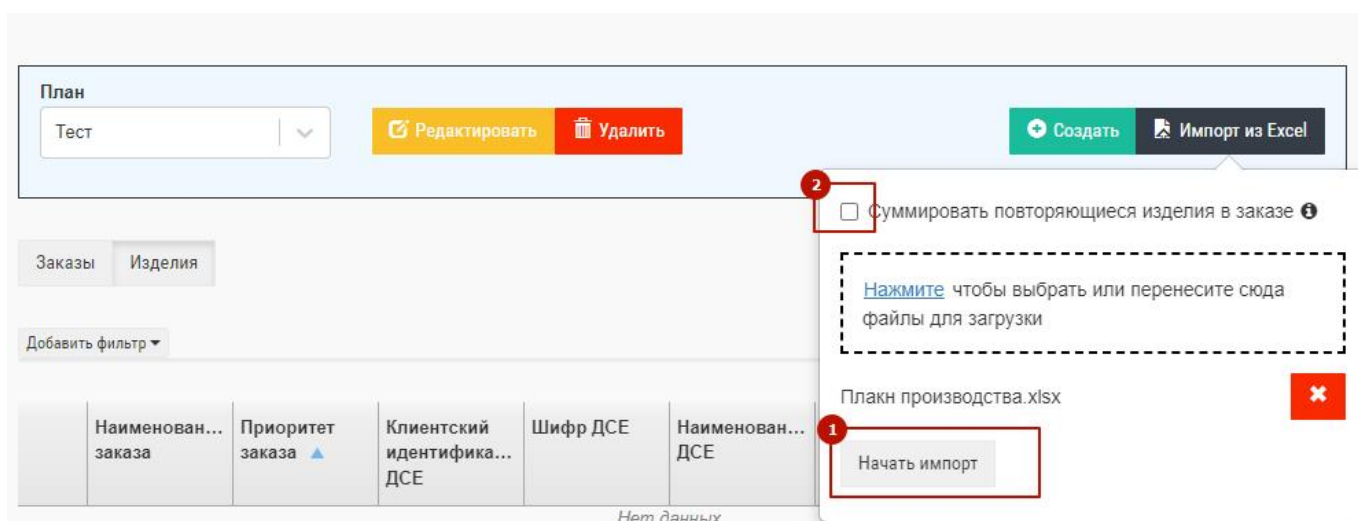 План
Тест
Редактировать
Удалить
Создать
Импорт из Excel
2
Суммировать повторяющиеся изделия в заказе
Заказы
Изделия
Нажмите чтобы выбрать или перенесите сюда
файлы для загрузки
Добавить фильтр
Плакн производства.xlsx
Наименован...
заказа
Приоритет
заказа
Клиентский
идентифика...
ДСЕ
Шифр ДСЕ
Наименован...
ДСЕ
1
Начать импорт
Нет данных